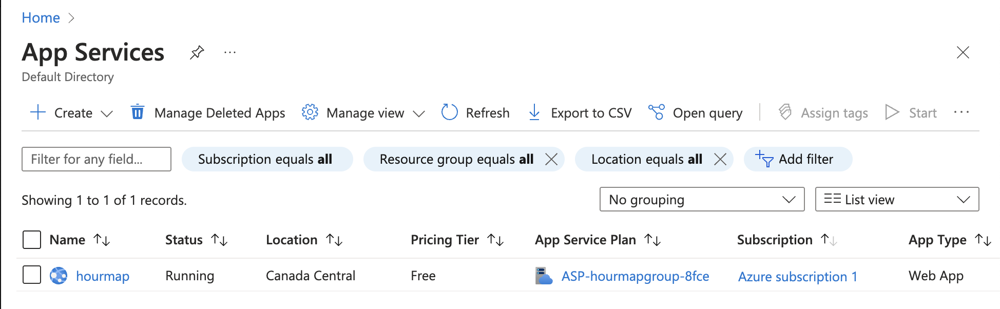 Home
App Services
Default Directory
Create Manage Deleted Apps Manage view Refresh Export to CSV Open query Assign tags Start
Filter for any field... Subscription equals all Resource group equals all Location equals all Add filter
Showing 1 to 1 of 1 records. No grouping List view
Name Status Location Pricing Tier App Service Plan Subscription App Type
hourmap Running Canada Central Free ASP-hourmapgroup-8fce Azure subscription 1 Web App